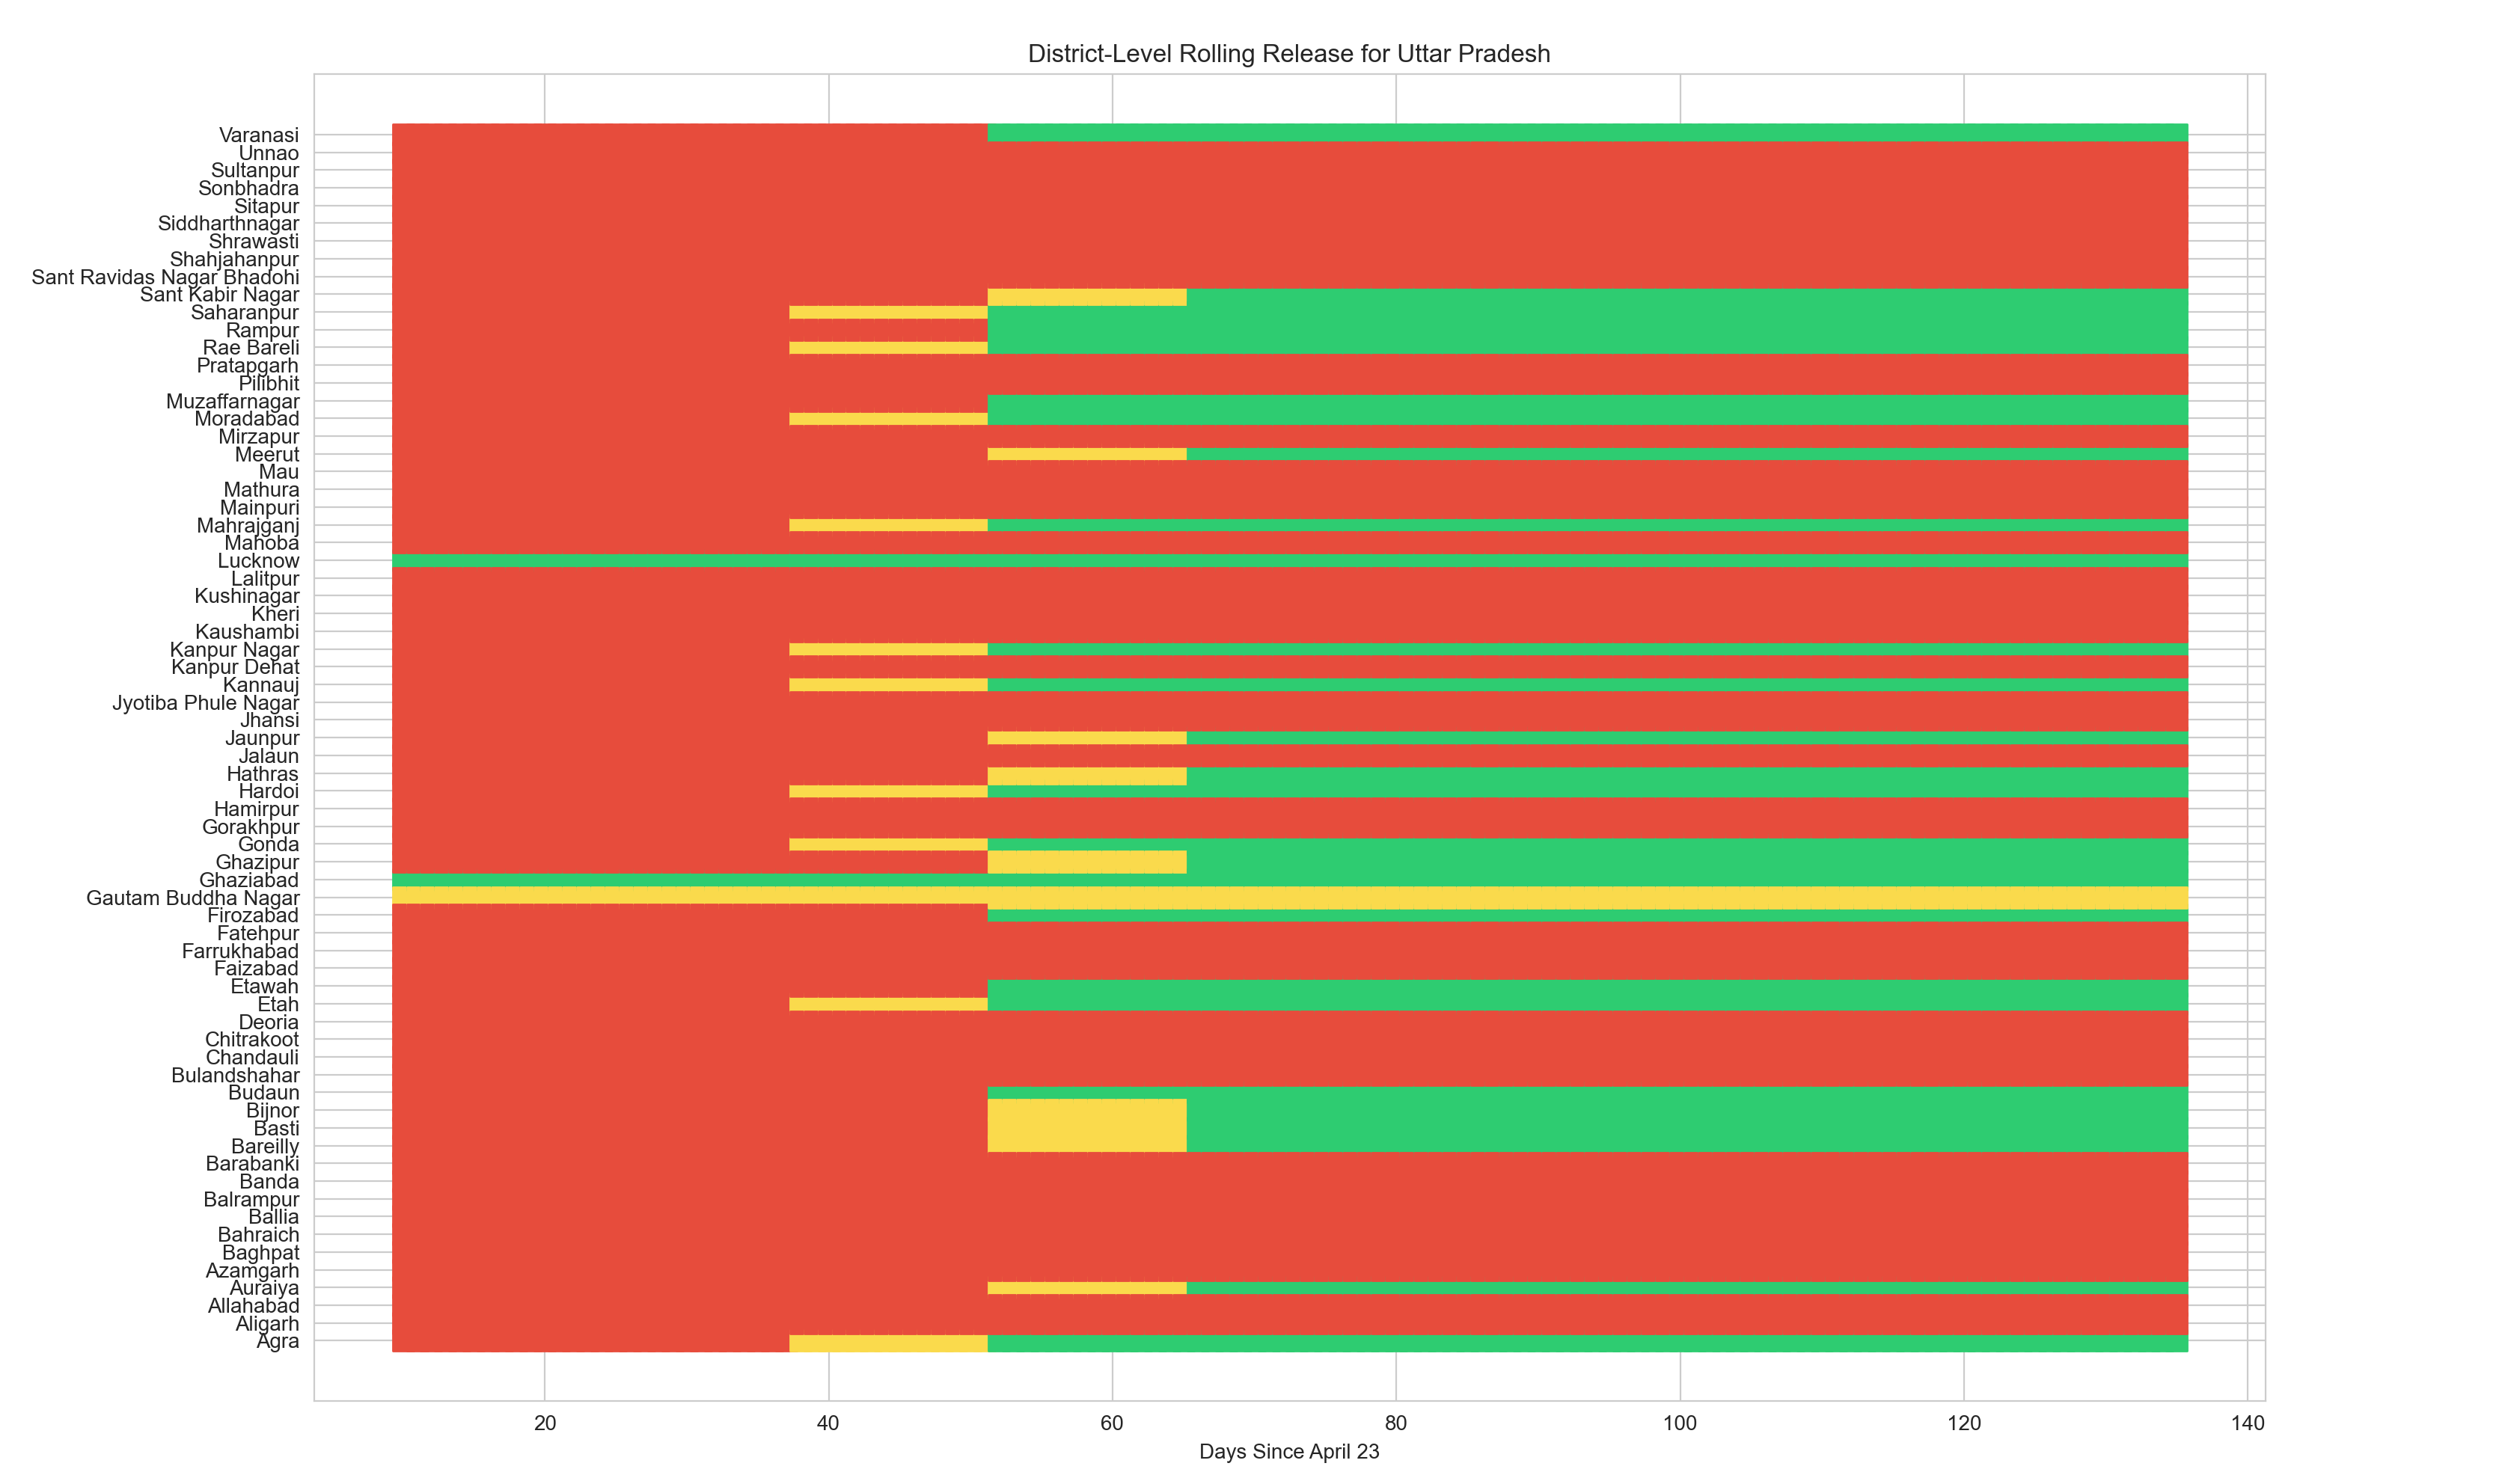 District-Level Rolling Release for Uttar Pradesh
Varanasi
Unnao
Sultanpur
Sonbhadra
Sitapur
Siddharthnagar
Shrawasti
Shahjahanpur
Sant Ravidas Nagar Bhadohi
Sant Kabir Nagar
Saharanpur
Rampur
Rae Bareli
Pratapgarh
Pilibhit
Muzaffarnagar
Moradabad
Mirzapur
Meerut
Mau
Mathura
Mainpuri
Mahrajganj
Mahoba
Lucknow
Lalitpur
Kushinagar
Kheri
Kaushambi
Kanpur Nagar
Kanpur Dehat
Kannauj
Jyotiba Phule Nagar
Jhansi
Jaunpur
Jalaun
Hathras
Hardoi
Hamirpur
Gorakhpur
Gonda
Ghazipur
Ghaziabad
Gautam Buddha Nagar
Firozabad
Fatehpur
Farrukhabad
Faizabad
Etawah
Etah
Deoria
Chitrakoot
Chandauli
Bulandshahar
Budaun
Bijnor
Basti
Bareilly
Barabanki
Banda
Balrampur
Ballia
Bahraich
Baghpat
Azamgarh
Auraiya
Allahabad
Aligarh
Agra
20 40 60 80 100 120 140
Days Since April 23